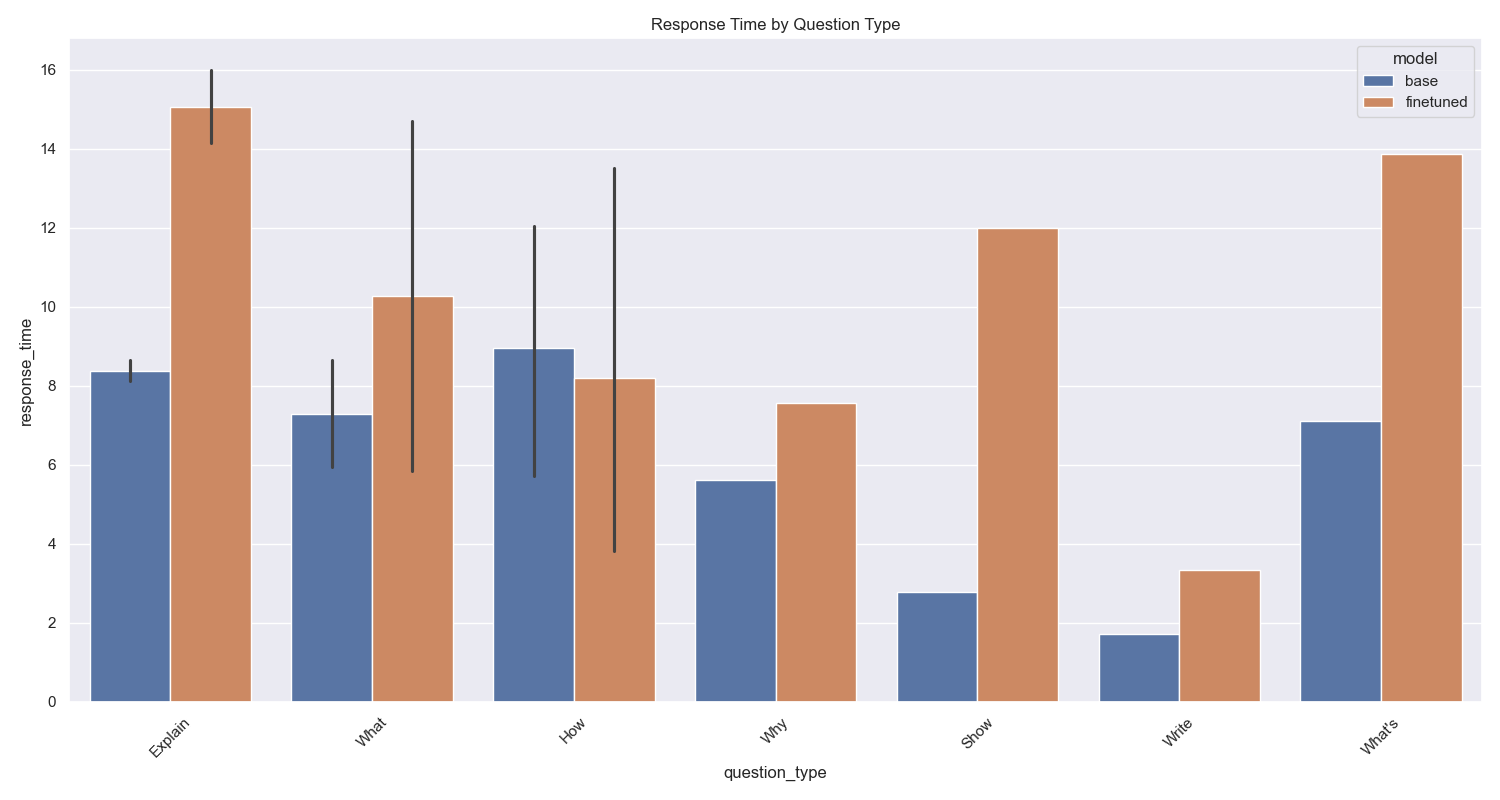 Response Time by Question Type
model
base
finetuned
response_time
16
14
12
10
8
6
4
2
0
Explain
What
How
Why
Show
Write
What's
question_type